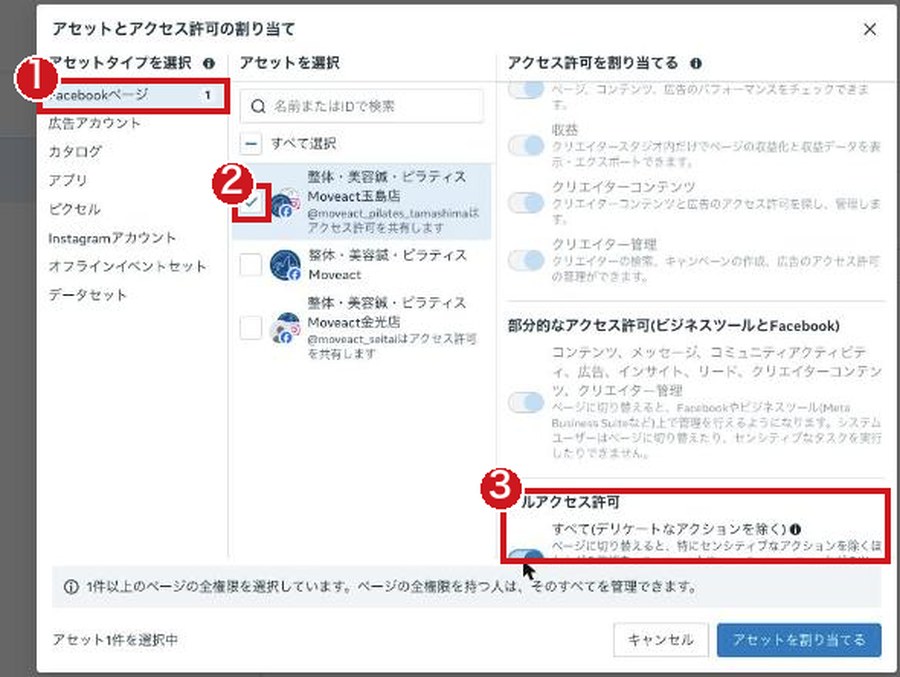 アセットとアクセス許可の割り当て
アセットタイプを選択
1
Facebookページ 1
広告アカウント
カタログ
アプリ
ピクセル
Instagramアカウント
オフラインイベントセット
データセット
アセットを選択
名前またはIDで検索
すべて選択
2
整体・美容鍼・ピラティス
Moveact玉島店
@moveact_pilates_tamashimaは
アクセス許可を共有します
整体・美容鍼・ピラティス
Moveact
整体・美容鍼・ピラティス
Moveact金光店
@moveact_seitaiはアクセス許可
を共有します
アクセス許可を割り当てる
ページ、コンテンツ、広告のパフォーマンスをチェックできま
す。
収益
クリエイタースタジオ内だけでページの収益化と収益データを表
示・エクスポートできます。
クリエイターコンテンツ
クリエイターコンテンツと広告のアクセス許可を探し、管理しま
す。
クリエイター管理
クリエイターの検索、キャンペーンの作成、広告のアクセス許可
の管理ができます。
部分的なアクセス許可(ビジネスツールとFacebook)
コンテンツ、メッセージ、コミュニティアクティビテ
ィ、広告、インサイト、リード、クリエイターコンテン
ツ、クリエイター管理
ページに切り替えると、Facebookやビジネスツール(Meta
Business Suiteなど)上で管理を行えるようになります。システム
ユーザーはページに切り替えたり、センシティブなタスクを実行
したりできません。
3
ルアクセス許可
すべて(デリケートなアクションを除く)
ページに切り替えると、特にセンシティブなアクションを除くほ
1件以上のページの全権限を選択しています。ページの全権限を持つ人は、そのすべてを管理できます。
アセット1件を選択中
キャンセル
アセットを割り当てる